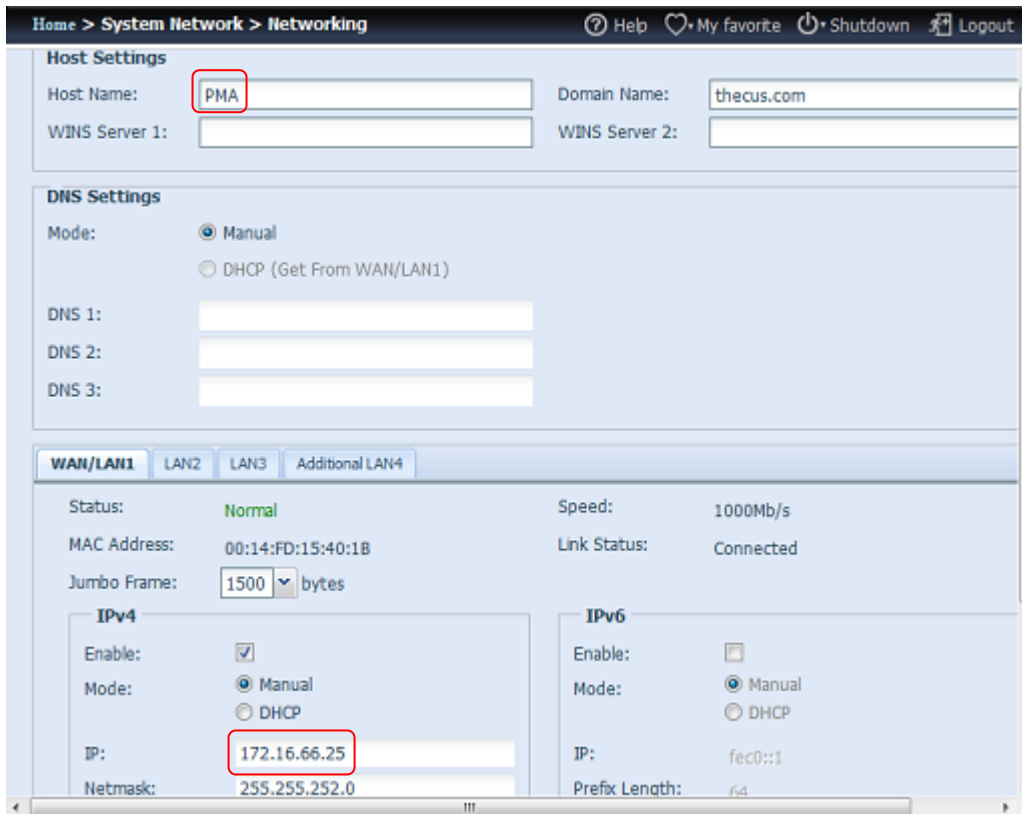 Home > System Network > Networking
Help My favorite Shutdown Logout
Host Settings
Host Name: PMA Domain Name: thecus.com
WINS Server 1: WINS Server 2:
DNS Settings
Mode: Manual
DHCP (Get From WAN/LAN1)
DNS 1:
DNS 2:
DNS 3:
WAN/LAN1 LAN2 LAN3 Additional LAN4
Status: Normal Speed: 1000Mb/s
MAC Address: 00:14:FD:15:40:1B Link Status: Connected
Jumbo Frame: 1500 bytes
IPv4 IPv6
Enable: Enable:
Mode: Manual Mode: Manual
DHCP DHCP
IP: 172.16.66.25 IP: fec0::1
Netmask: 255.255.252.0 Prefix Length: 64